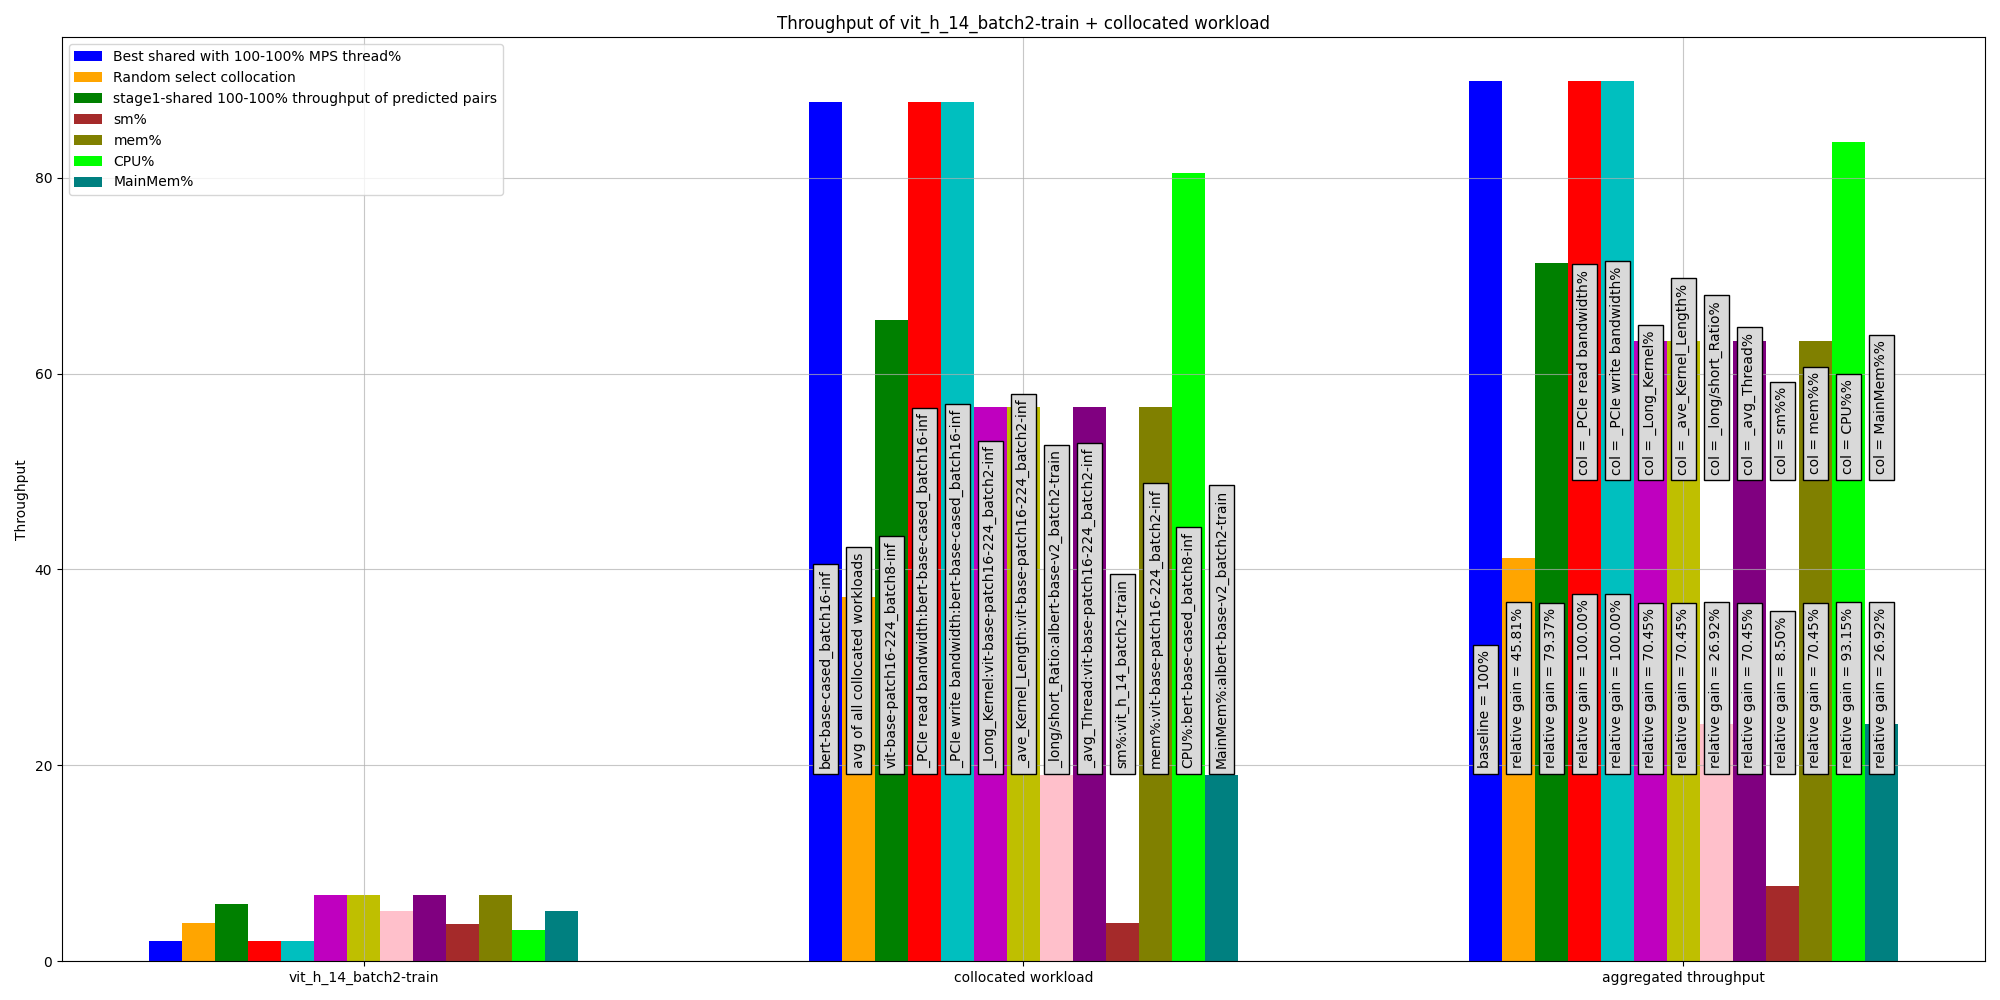 Throughput of vit_h_14_batch2-train + collocated workload
Best shared with 100-100% MPS thread%
Random select collocation
stage1-shared 100-100% throughput of predicted pairs
sm%
mem%
CPU%
MainMem%
Throughput
80
60
40
20
0
bert-base-cased_batch16-inf
avg of all collocated workloads
vit-base-patch16-224_batch8-inf
_PCIe read bandwidth:bert-base-cased_batch16-inf
_PCIe write bandwidth:bert-base-cased_batch16-inf
_Long_Kernel:vit-base-patch16-224_batch2-inf
_ave_Kernel_Length:vit-base-patch16-224_batch2-inf
_long/short_Ratio:albert-base-v2_batch2-train
_avg_Thread:vit-base-patch16-224_batch2-inf
sm%:vit_h_14_batch2-train
mem%:vit-base-patch16-224_batch2-inf
CPU%:bert-base-cased_batch8-inf
MainMem%:albert-base-v2_batch2-train
col = _PCIe read bandwidth%
col = _PCIe write bandwidth%
col = _Long_Kernel%
col = _ave_Kernel_Length%
col = _long/short_Ratio%
col = _avg_Thread%
col = sm%%
col = mem%%
col = CPU%%
col = MainMem%%
baseline = 100%
relative gain = 45.81%
relative gain = 79.37%
relative gain = 100.00%
relative gain = 100.00%
relative gain = 70.45%
relative gain = 70.45%
relative gain = 26.92%
relative gain = 70.45%
relative gain = 8.50%
relative gain = 70.45%
relative gain = 93.15%
relative gain = 26.92%
vit_h_14_batch2-train
collocated workload
aggregated throughput